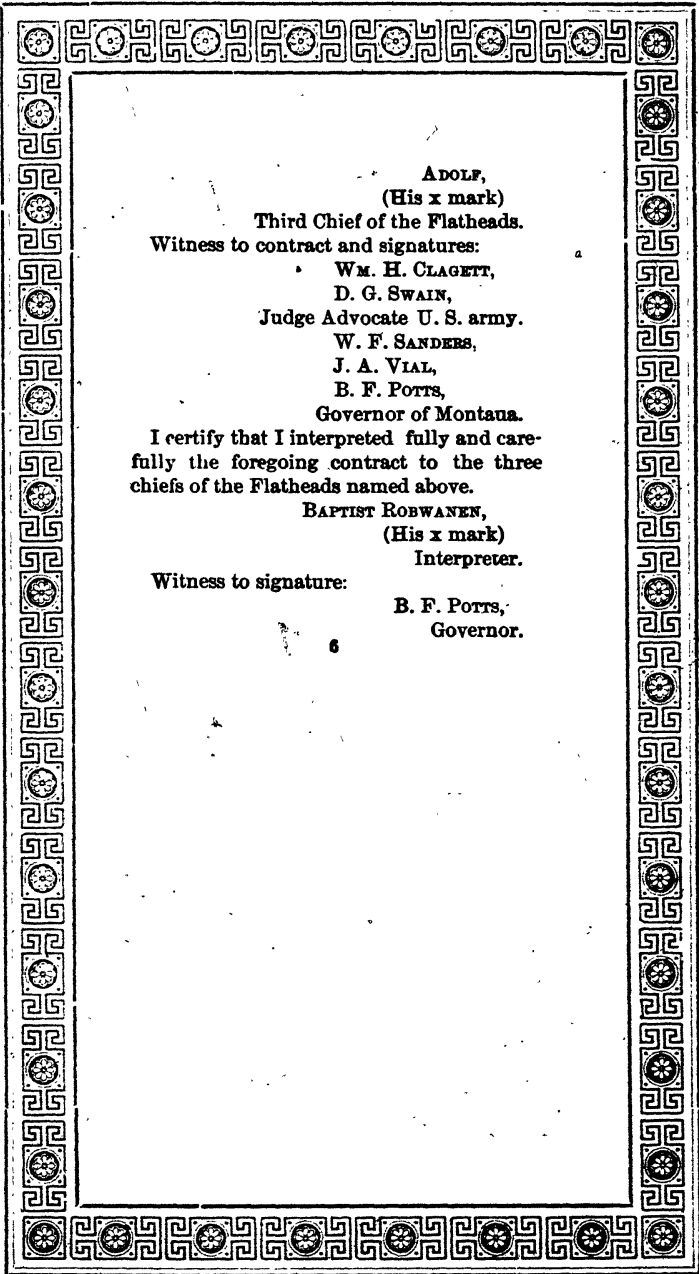 ADOLF,
(His x mark)
Third Chief of the Flatheads.
Witness to contract and signatures:
WM. H. CLAGETT,
D. G. SWAIN,
Judge Advocate U. S. army.
W. F. SANDERS,
J. A. VIAL,
B. F. POTTS,
Governor of Montana.
I certify that I interpreted fully and care-
fully the foregoing contract to the three
chiefs of the Flatheads named above.
BAPTIST ROBWANEN,
(His x mark)
Interpreter.
Witness to signature:
B. F. POTTS,
Governor.
6